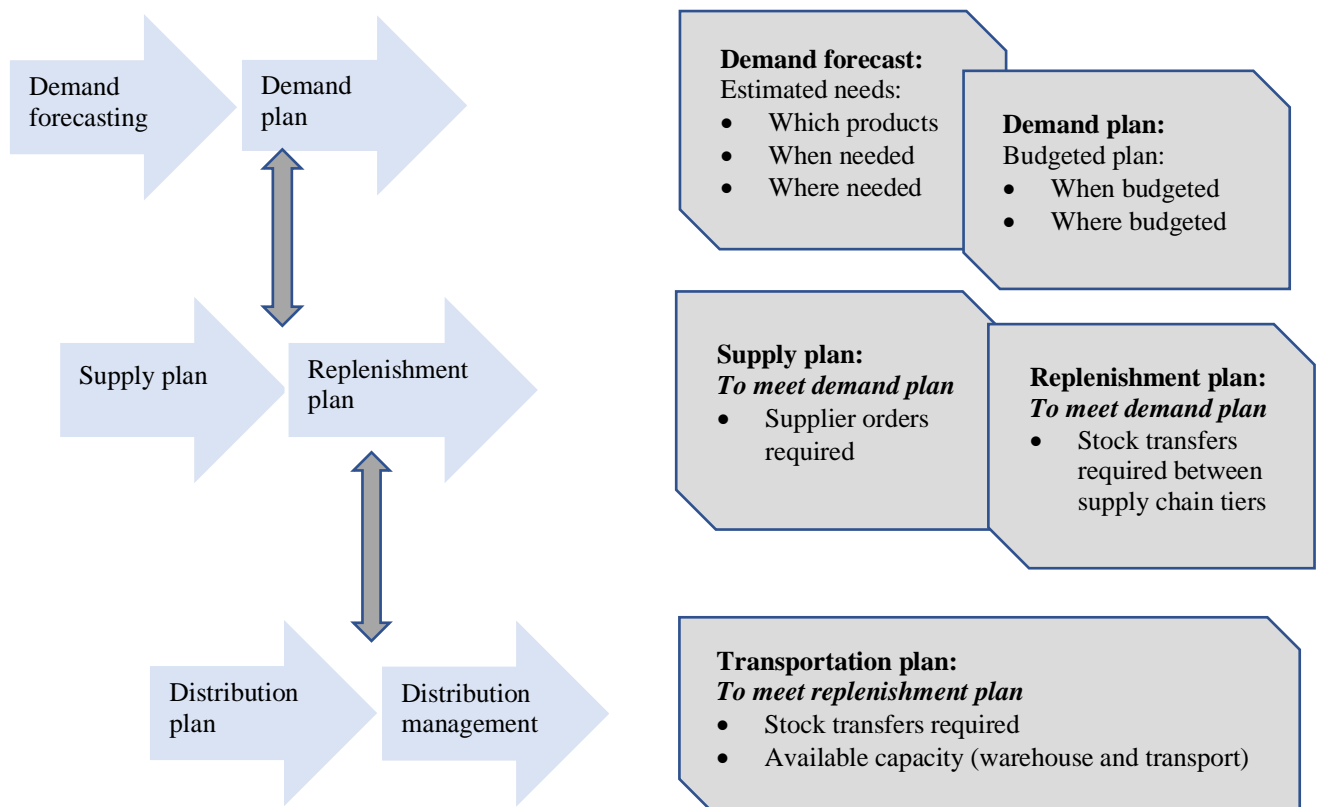 Demand
forecasting
Demand
plan
Demand forecast:
Estimated needs:
• Which products
• When needed
• Where needed
Demand plan:
Budgeted plan:
• When budgeted
• Where budgeted
Supply plan
Replenishment
plan
Supply plan:
To meet demand plan
• Supplier orders
required
Replenishment plan:
To meet demand plan
• Stock transfers
required between
supply chain tiers
Distribution
plan
Distribution
management
Transportation plan:
To meet replenishment plan
• Stock transfers required
• Available capacity (warehouse and transport)